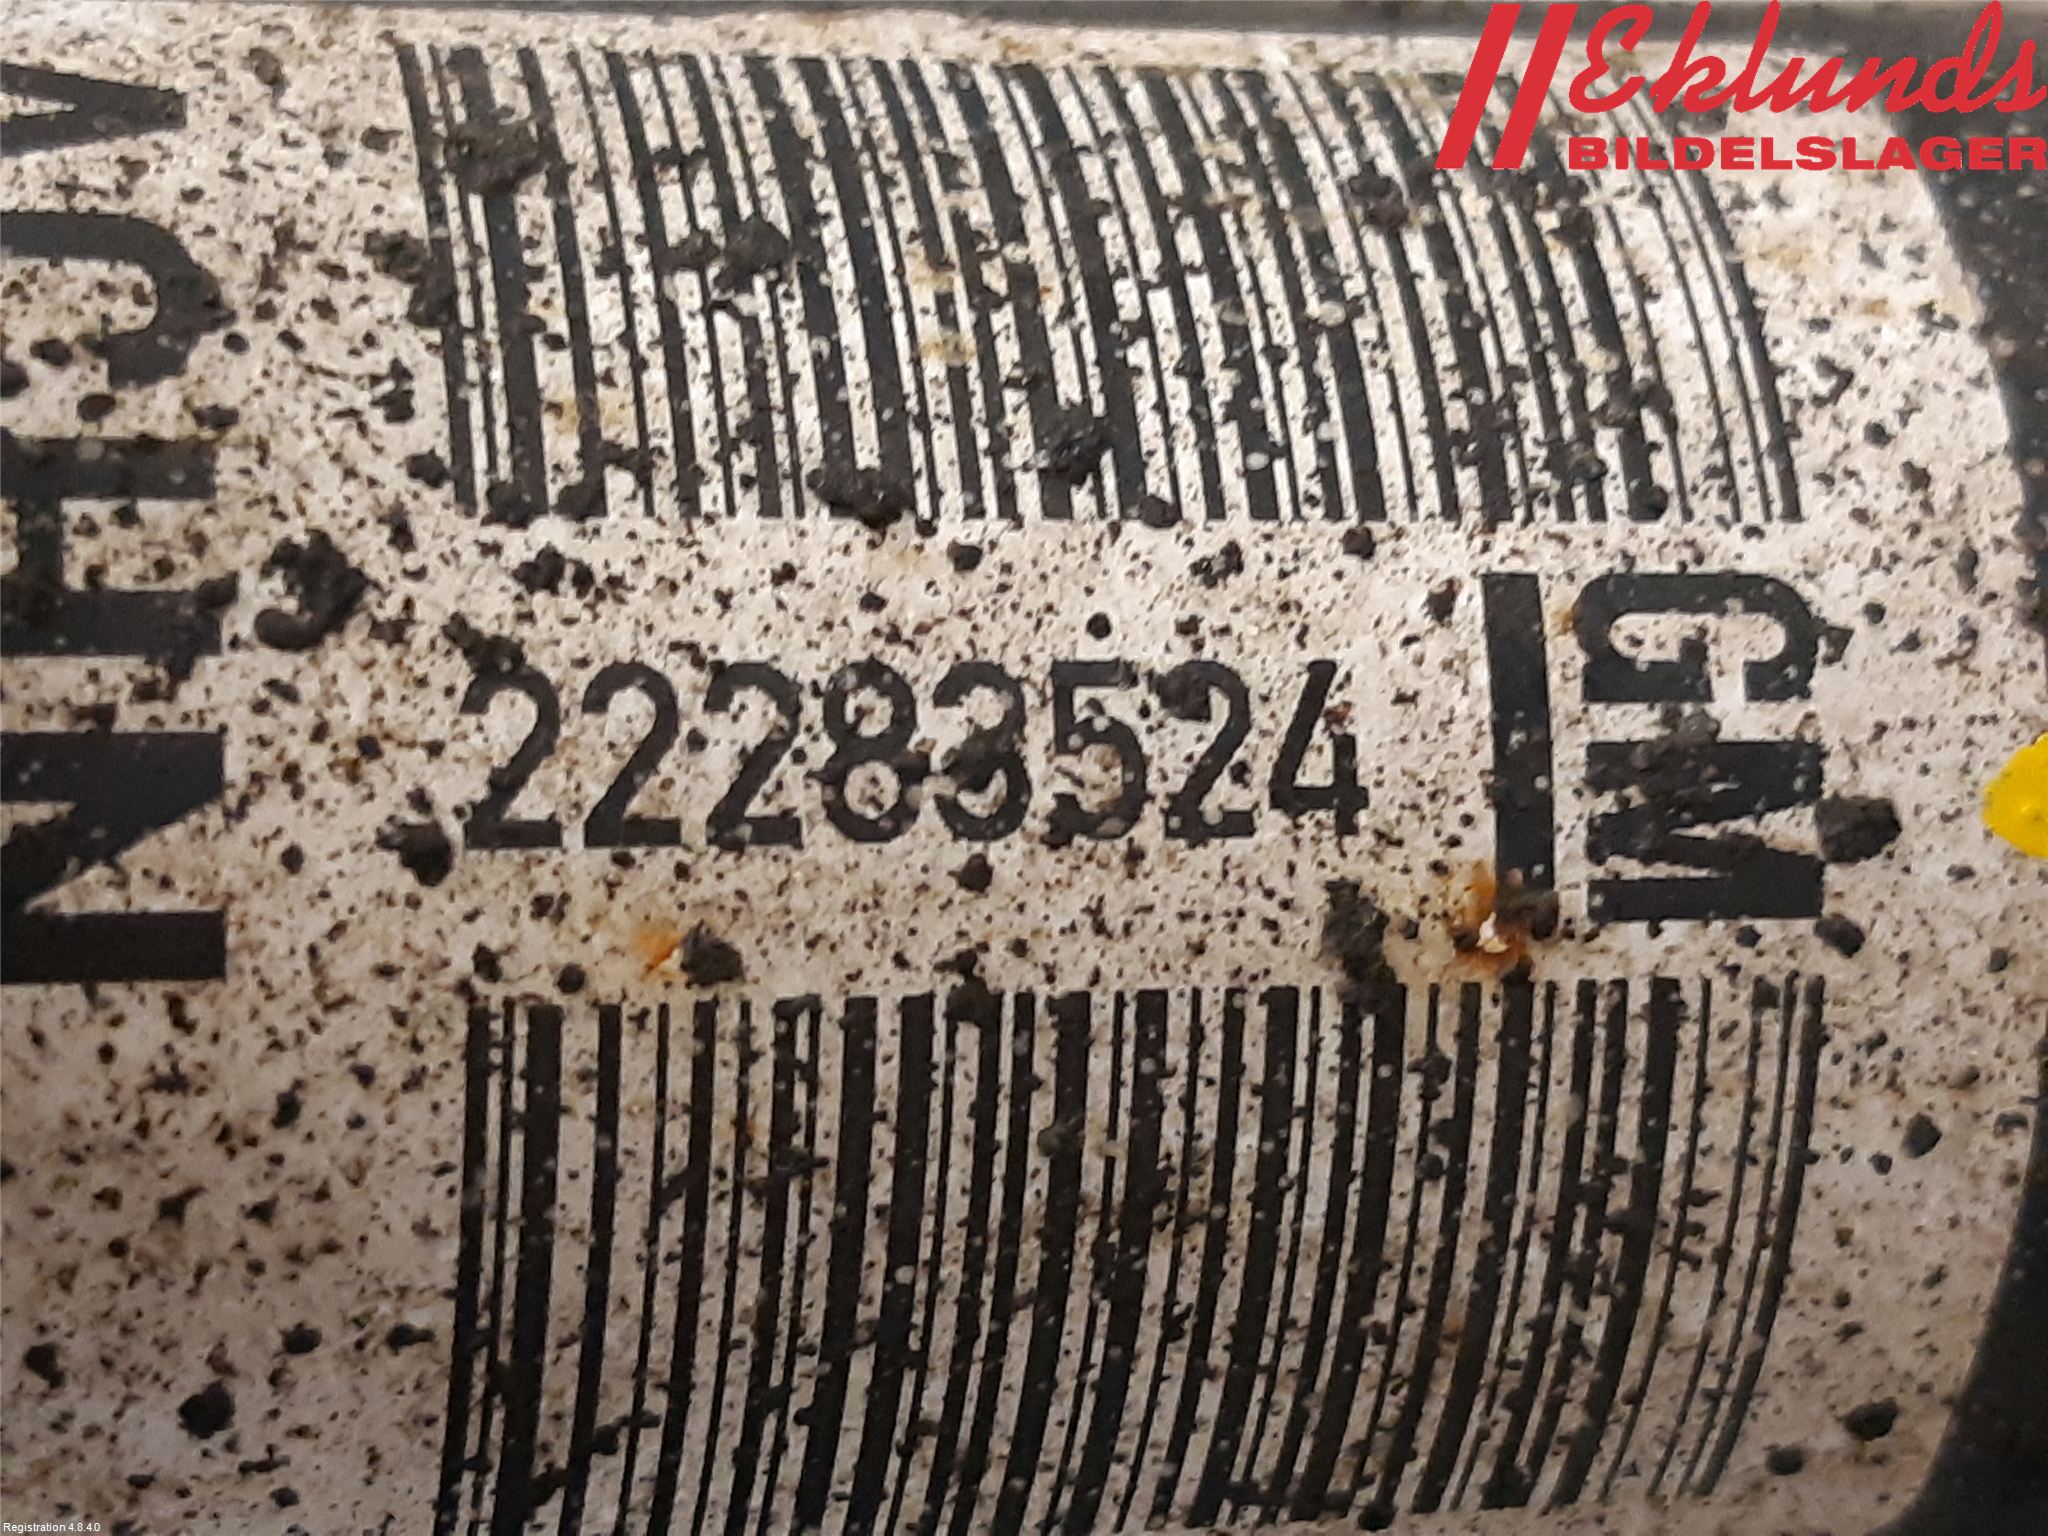 Eklunds
BILDELSLAGER
22283524
GM
Registration 4.8.4.0